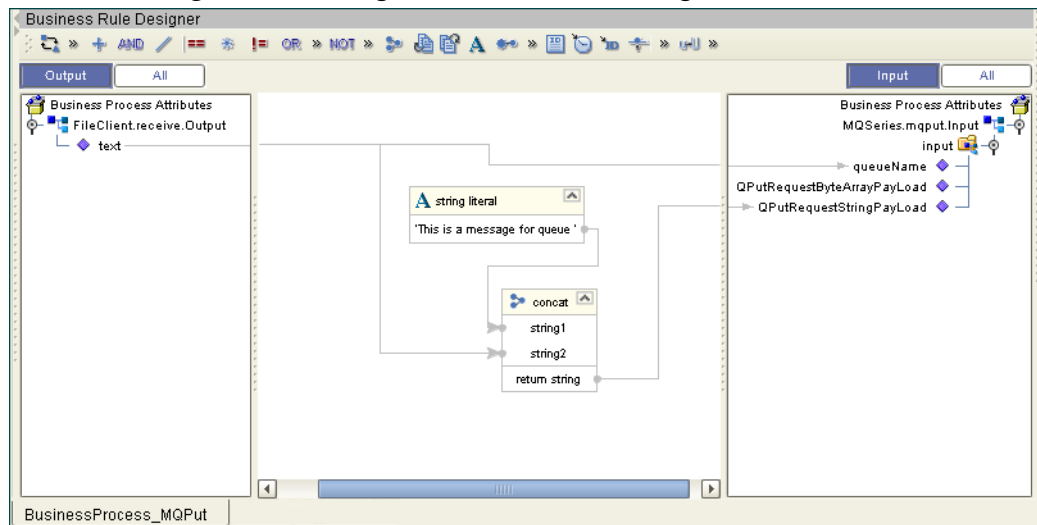 Business Rule Designer
» + AND / == != OR » NOT » A » 10 ID » »
Output All Input All
Business Process Attributes
FileClient.receive.Output
text
A string literal
'This is a message for queue '
concat
string1
string2
return string
Business Process Attributes
MQSeries.mqput.Input
input
queueName
QPutRequestByteArrayPayLoad
QPutRequestStringPayLoad
BusinessProcess_MQPut